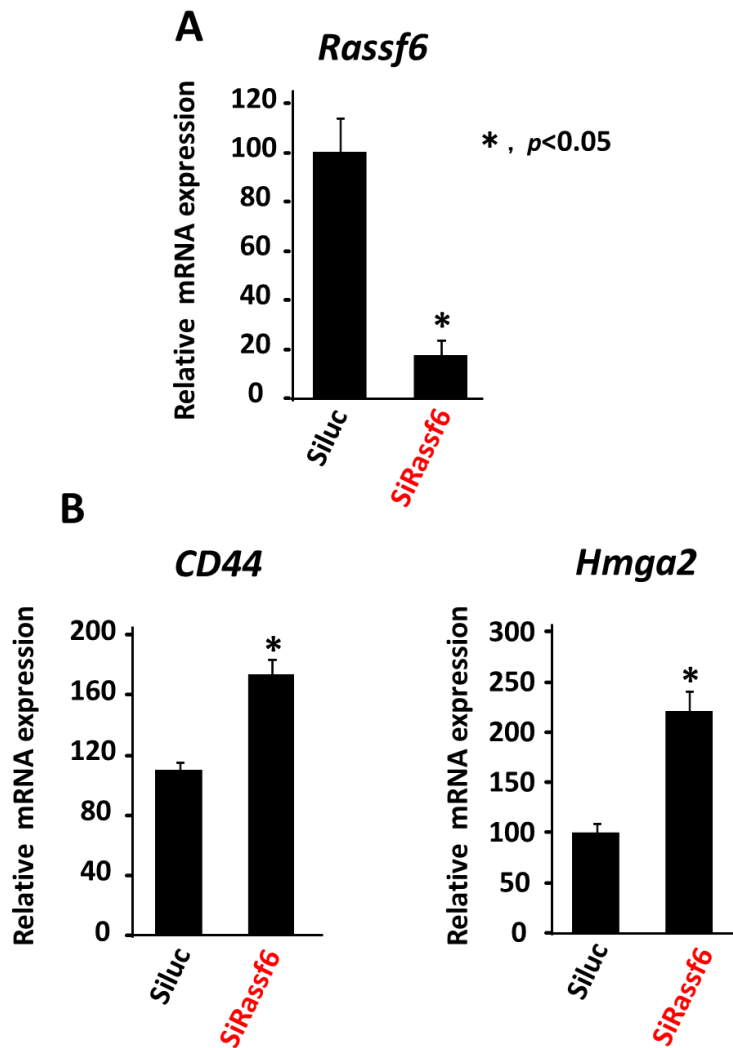 A
Rassf6
Relative mRNA expression
120
100
80
60
40
20
0
*
* , p<0.05
Siluc
SiRassf6
B
CD44
Relative mRNA expression
200
160
120
80
40
0
*
Siluc
SiRassf6
Hmga2
Relative mRNA expression
300
250
200
150
100
50
0
*
Siluc
SiRassf6